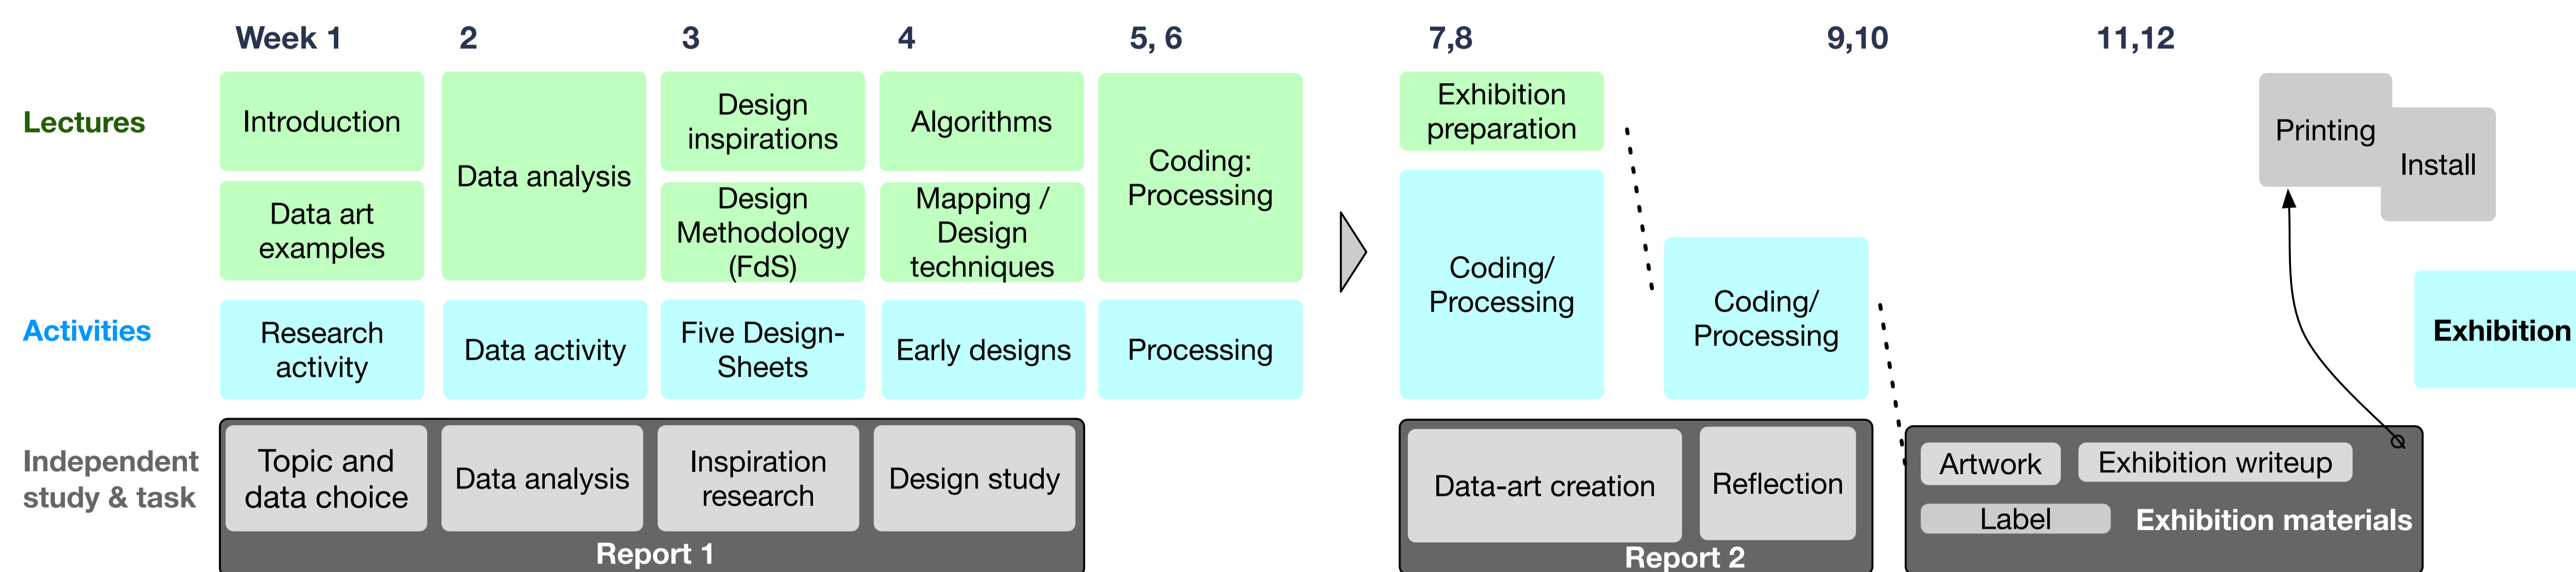 Week 1
2
3
4
5, 6
7,8
9,10
11,12
Lectures
Introduction
Data art
examples
Data analysis
Design
inspirations
Design
Methodology
(FdS)
Algorithms
Mapping /
Design
techniques
Coding:
Processing
Exhibition
preparation
Printing
Install
Activities
Research
activity
Data activity
Five Design-
Sheets
Early designs
Processing
Coding/
Processing
Coding/
Processing
Exhibition
Independent
study & task
Topic and
data choice
Data analysis
Inspiration
research
Design study
Report 1
Data-art creation
Reflection
Report 2
Artwork
Exhibition writeup
Label
Exhibition materials